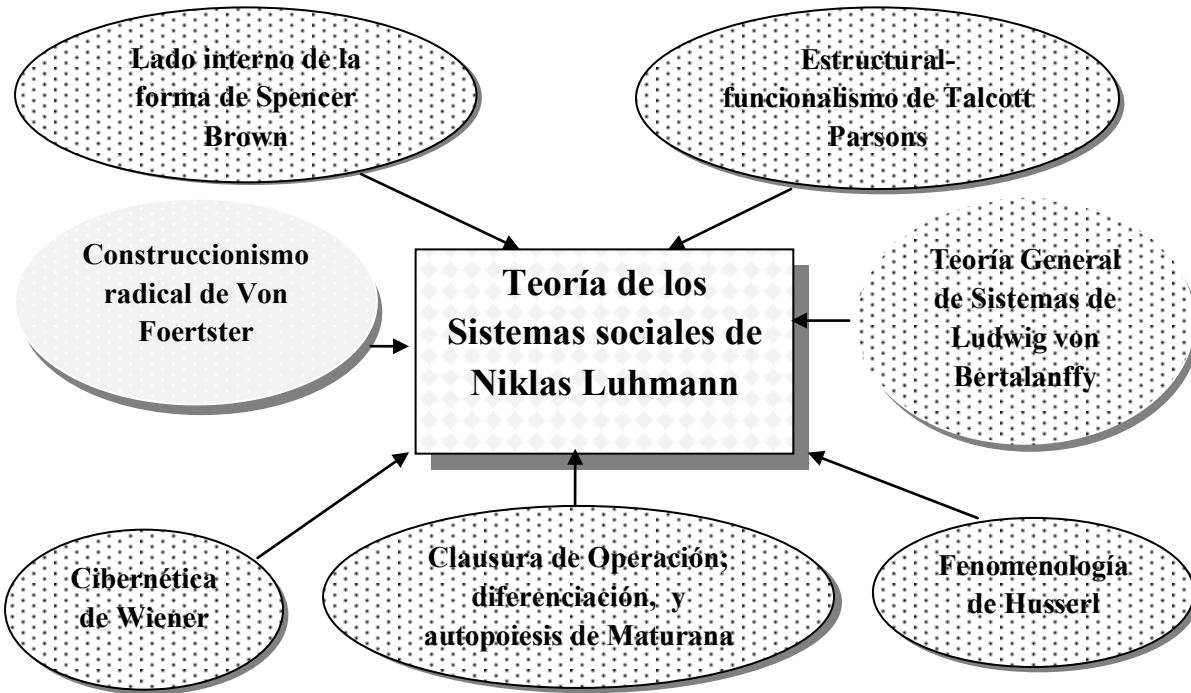 Lado interno de la
forma de Spencer
Brown
Estructural-
funcionalismo de Talcott
Parsons
Construccionismo
radical de Von
Foertster
Teoría de los
Sistemas sociales de
Niklas Luhmann
Teoría General
de Sistemas de
Ludwig von
Bertalanffy
Cibernética
de Wiener
Clausura de Operación;
diferenciación, y
autopoiesis de Maturana
Fenomenología
de Husserl